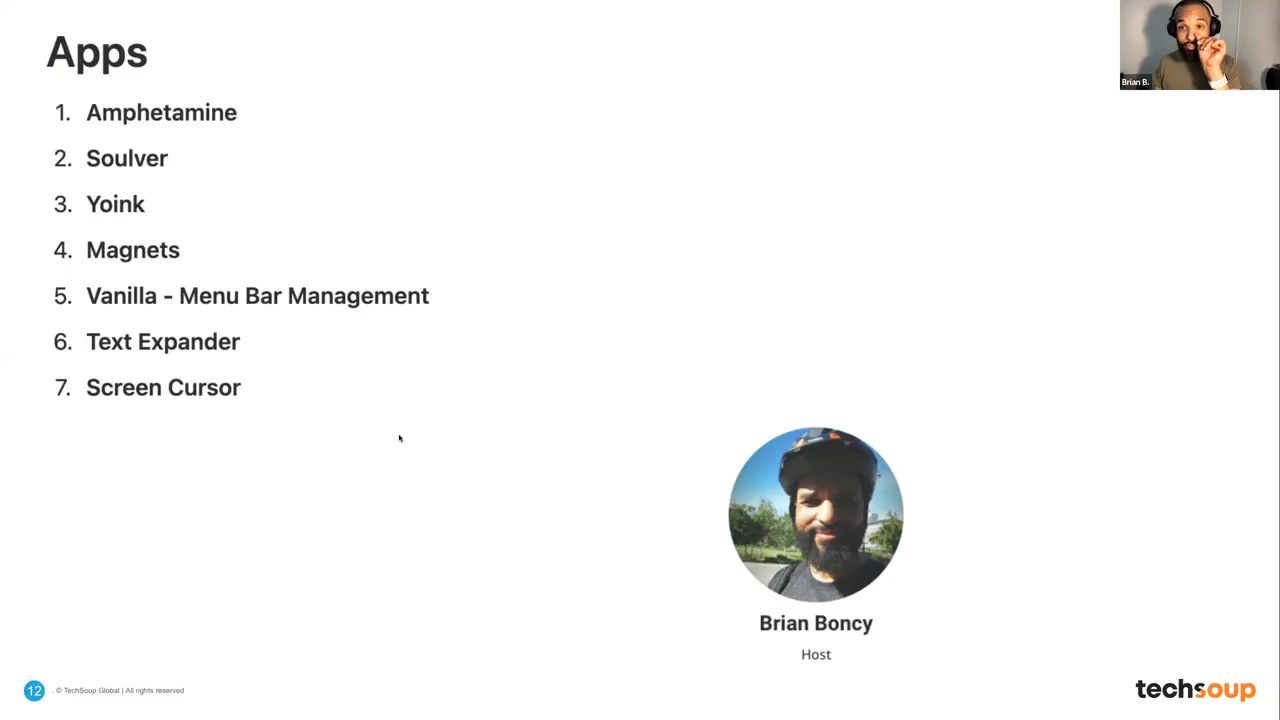 Apps
Brian B.
1. Amphetamine
2. Soulver
3. Yoink
4. Magnets
5. Vanilla - Menu Bar Management
6. Text Expander
7. Screen Cursor
Brian Boncy
Host
12 . © TechSoup Global | All rights reserved
techsoup